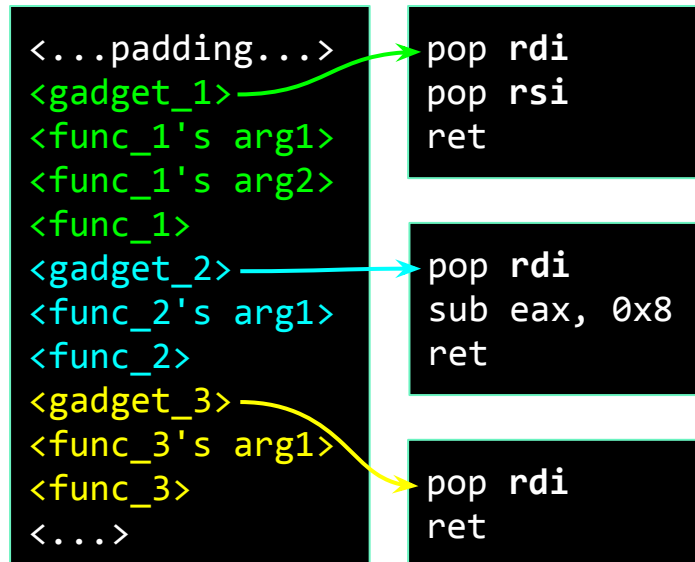 <...padding...>
<gadget_1>
<func_1's arg1>
<func_1's arg2>
<func_1>
<gadget_2>
<func_2's arg1>
<func_2>
<gadget_3>
<func_3's arg1>
<func_3>
<...>
pop rdi
pop rsi
ret
pop rdi
sub eax, 0x8
ret
pop rdi
ret